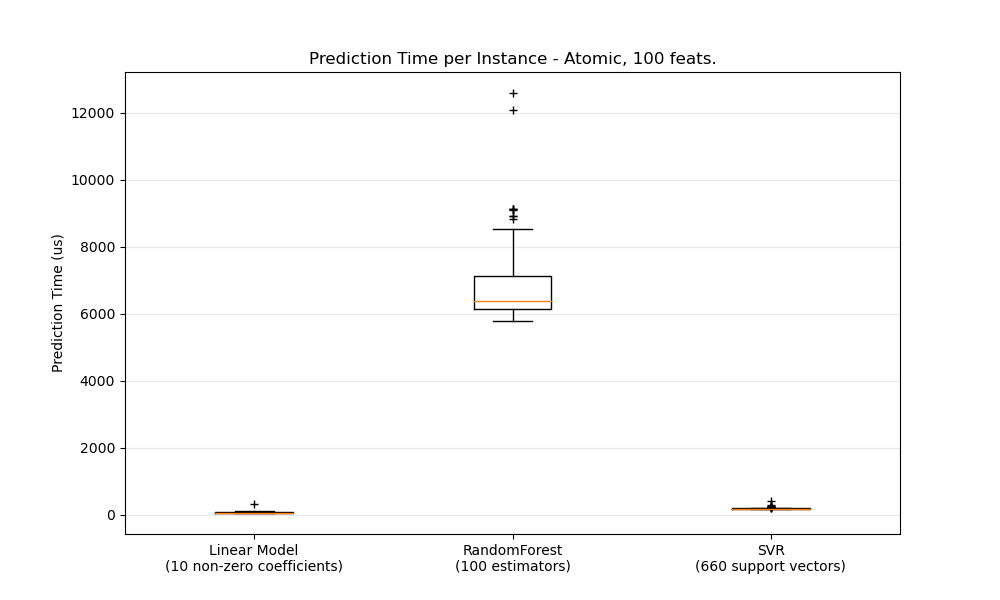 Prediction Time per Instance - Atomic, 100 feats.
Prediction Time (us)
12000
10000
8000
6000
4000
2000
0
Linear Model
(10 non-zero coefficients)
RandomForest
(100 estimators)
SVR
(660 support vectors)